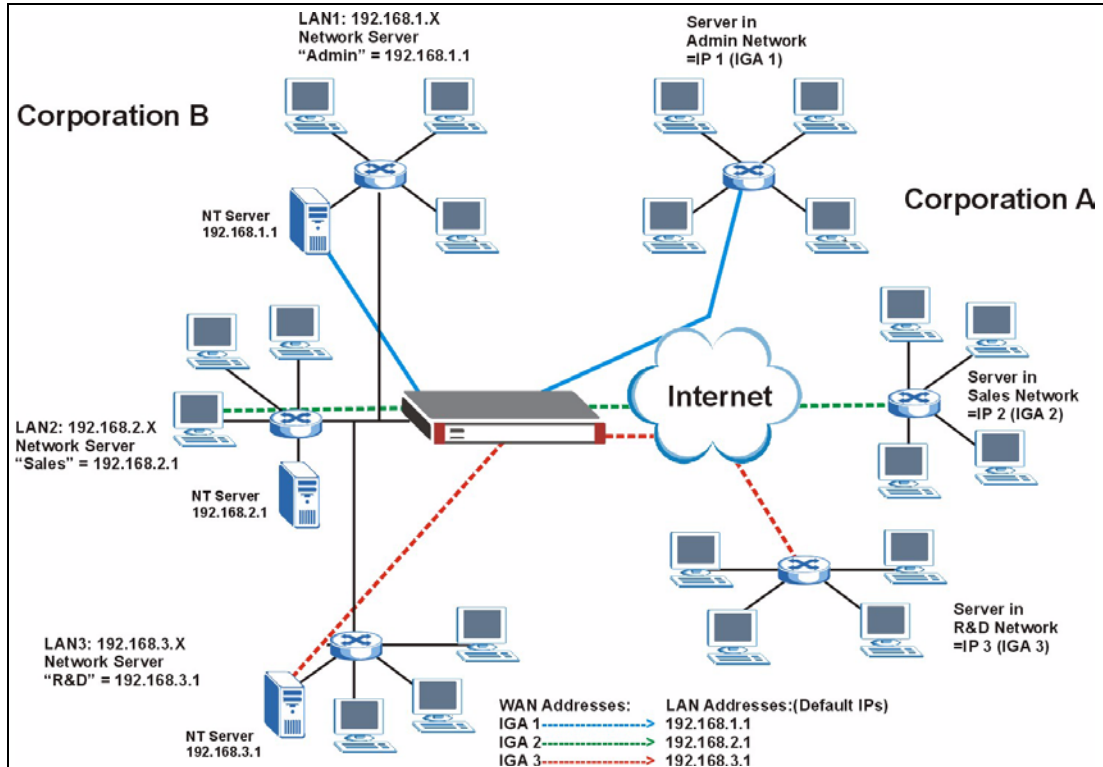 LAN1: 192.168.1.X
Network Server
“Admin” = 192.168.1.1
Server in
Admin Network
=IP 1 (IGA 1)
Corporation B
Corporation A
NT Server
192.168.1.1
Internet
Server in
Sales Network
=IP 2 (IGA 2)
LAN2: 192.168.2.X
Network Server
“Sales” = 192.168.2.1
NT Server
192.168.2.1
LAN3: 192.168.3.X
Network Server
“R&D” = 192.168.3.1
Server in
R&D Network
=IP 3 (IGA 3)
NT Server
192.168.3.1
WAN Addresses: LAN Addresses:(Default IPs)
IGA 1 192.168.1.1
IGA 2 192.168.2.1
IGA 3 192.168.3.1